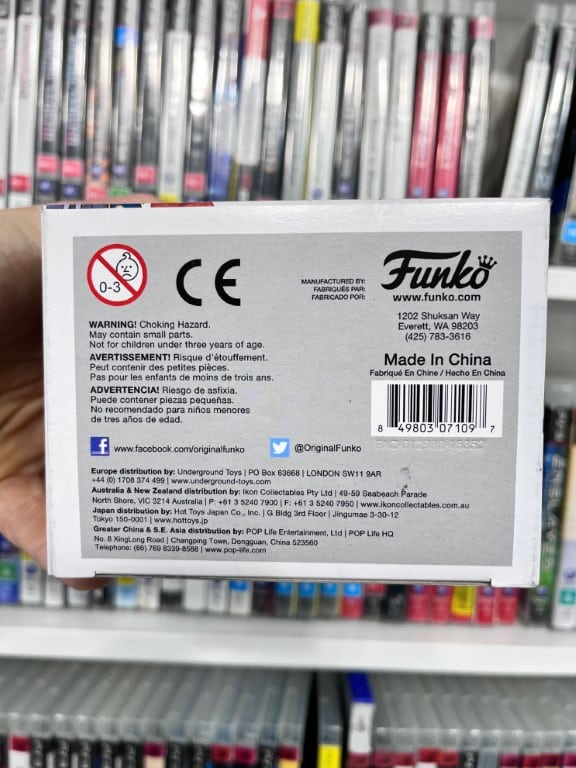 0-3
CE
MANUFACTURED BY:
FABRIQUÉS PAR:
FABRICADO POR:
Funko
www.funko.com
1202 Shuksan Way
Everett, WA 98203
(425) 783-3616
Made In China
Fabriqué En Chine / Hecho En China
8 49803 07109 7
WARNING! Choking Hazard.
May contain small parts.
Not for children under three years of age.
AVERTISSEMENT! Risque d'étouffement.
Peut contenir des petites pièces.
Pas pour les enfants de moins de trois ans.
ADVERTENCIA! Riesgo de asfixia.
Puede contener piezas pequeñas.
No recomendado para niños menores
de tres años de edad.
f www.facebook.com/originalfunko
@OriginalFunko
Europe distribution by: Underground Toys | PO Box 63668 | LONDON SW11 9AR
+44 (0) 1708 374 499 | www.underground-toys.com
Australia & New Zealand distribution by: Ikon Collectables Pty Ltd | 49-59 Seabeach Parade
North Shore, VIC 3214 Australia | P: +61 3 5240 7900 | F: +61 3 5240 7950 | www.ikoncollectables.com.au
Japan distribution by: Hot Toys Japan Co., Inc. | G Bldg 3rd Floor | Jingumae 3-30-12
Tokyo 150-0001 | www.hottoys.jp
Greater China & S.E. Asia distribution by: POP Life Entertainment, Ltd | POP Life HQ
No. 8 XingLong Road | Changping Town, Dongguan, China 523560
Telephone: (86) 769 8339-8588 | www.pop-life.com